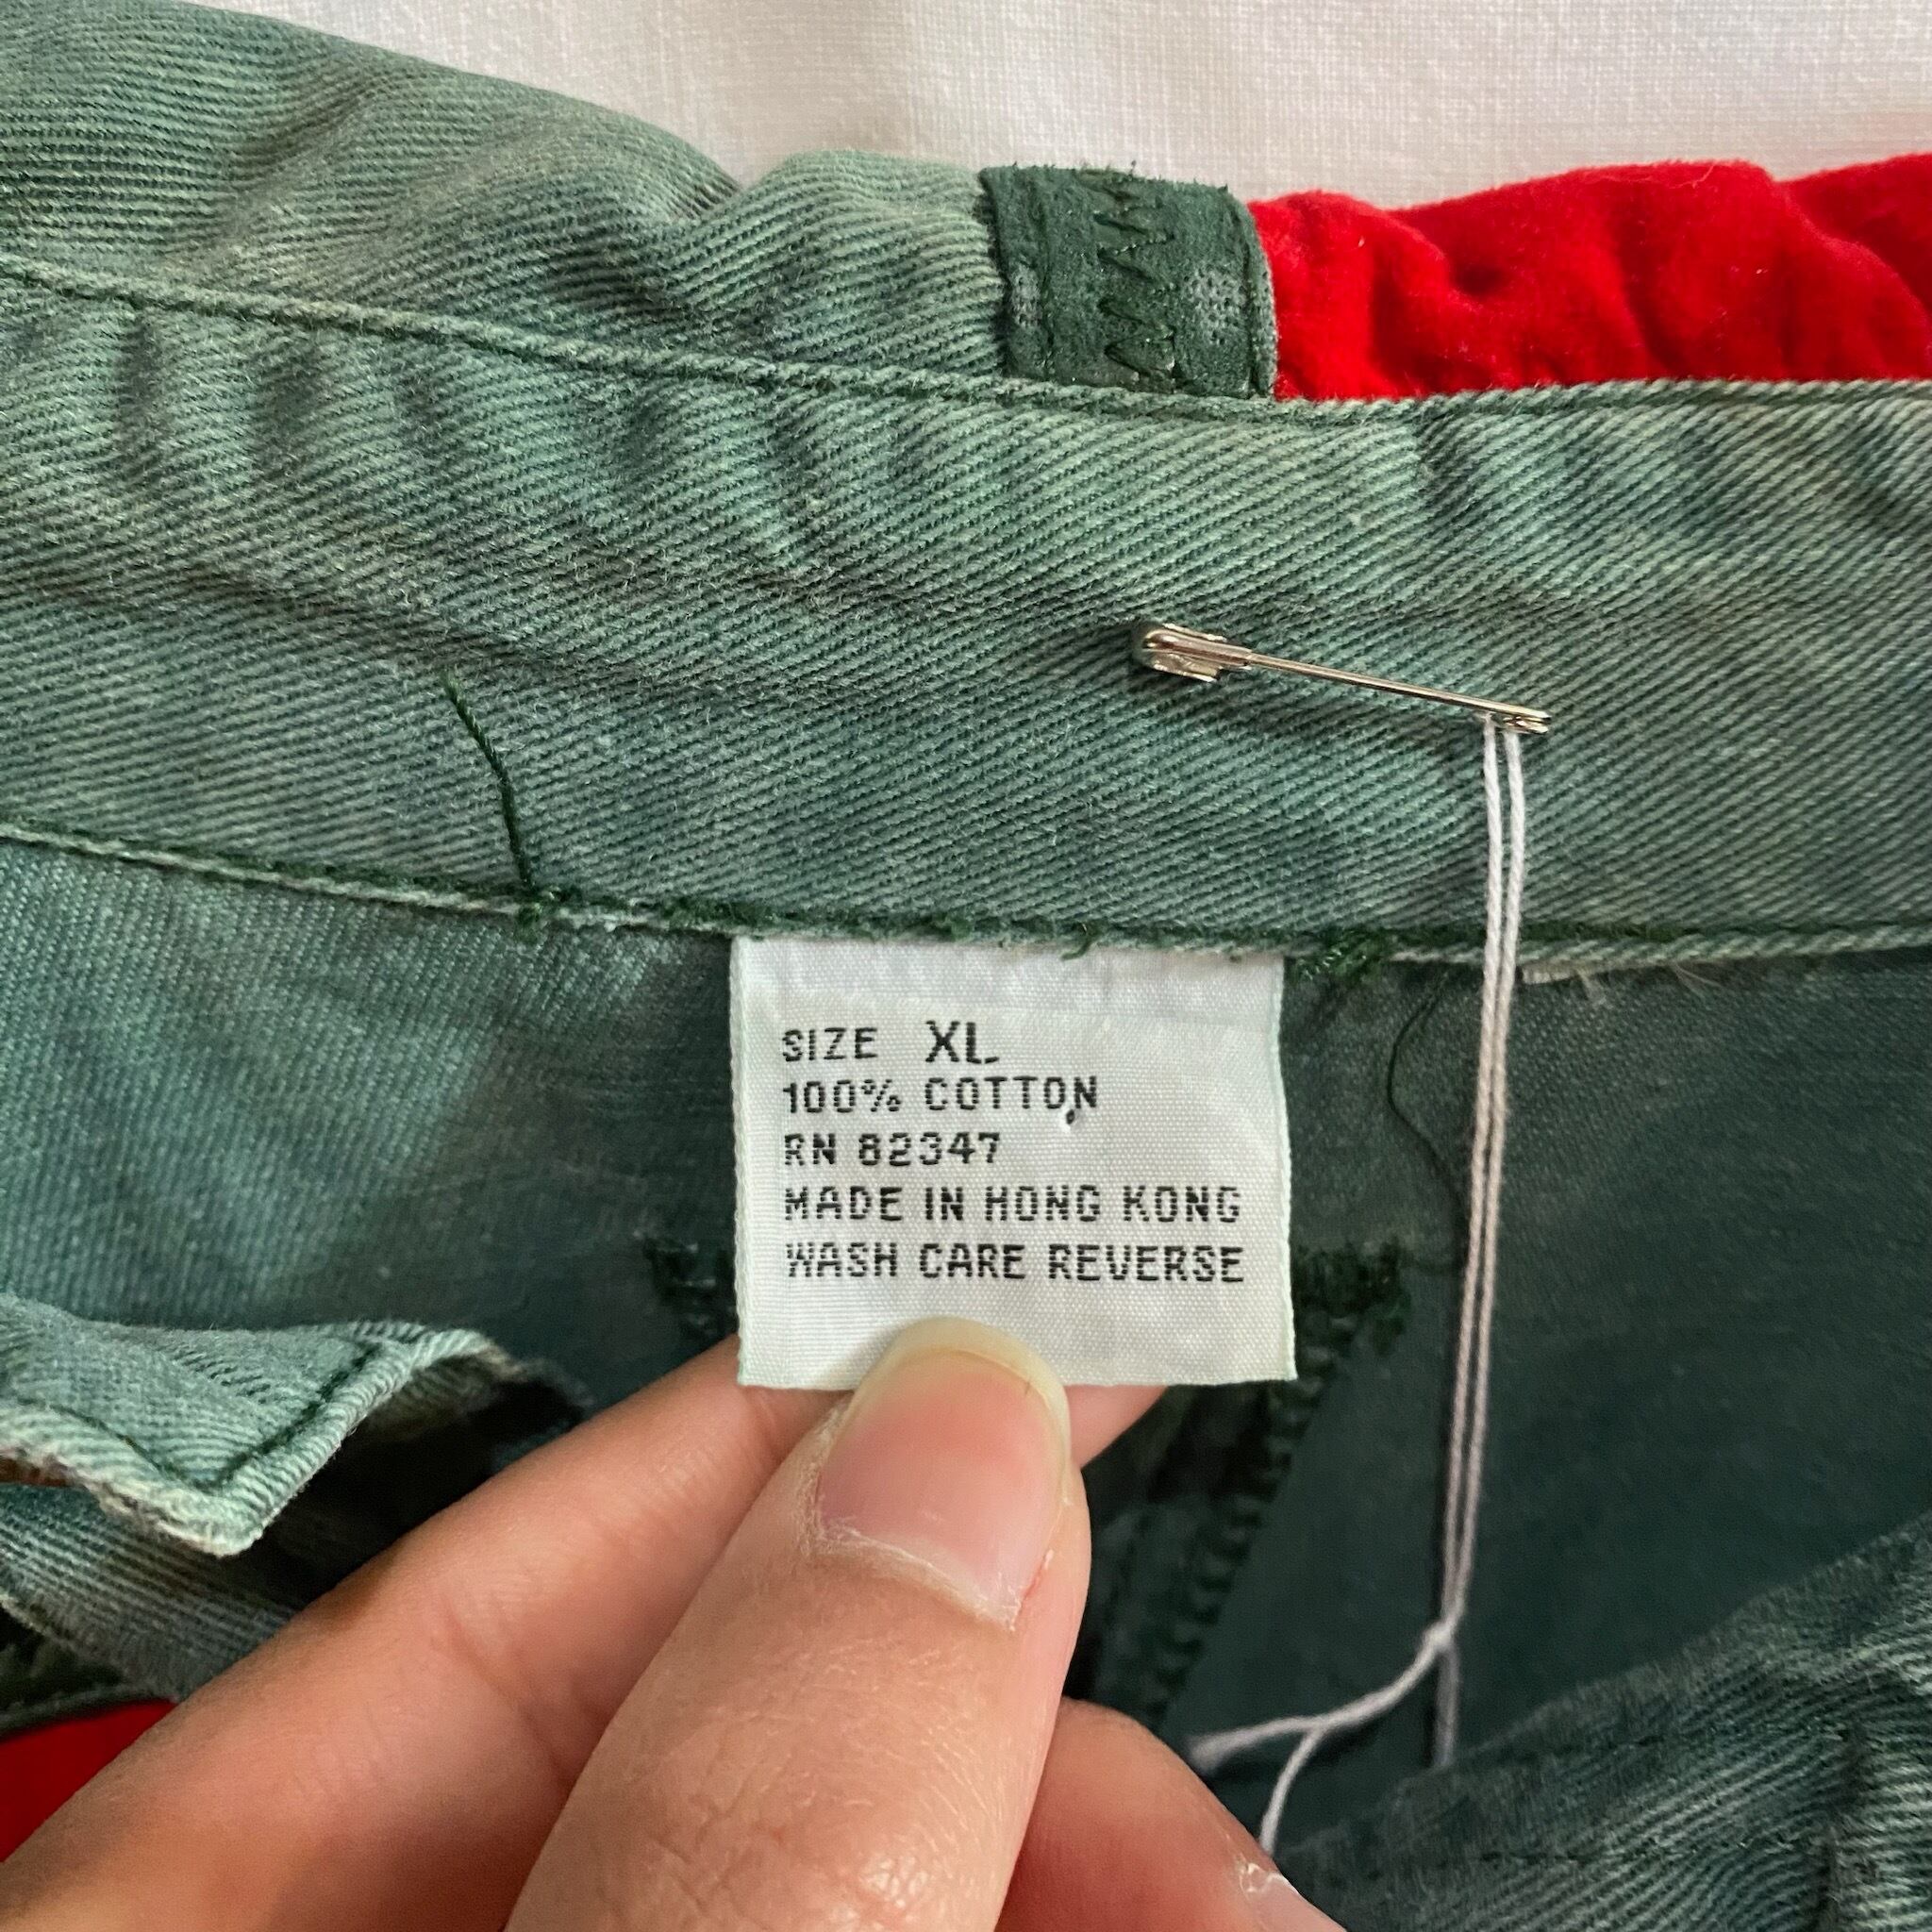 SIZE XL
100% COTTON
RN 82347
MADE IN HONG KONG
WASH CARE REVERSE